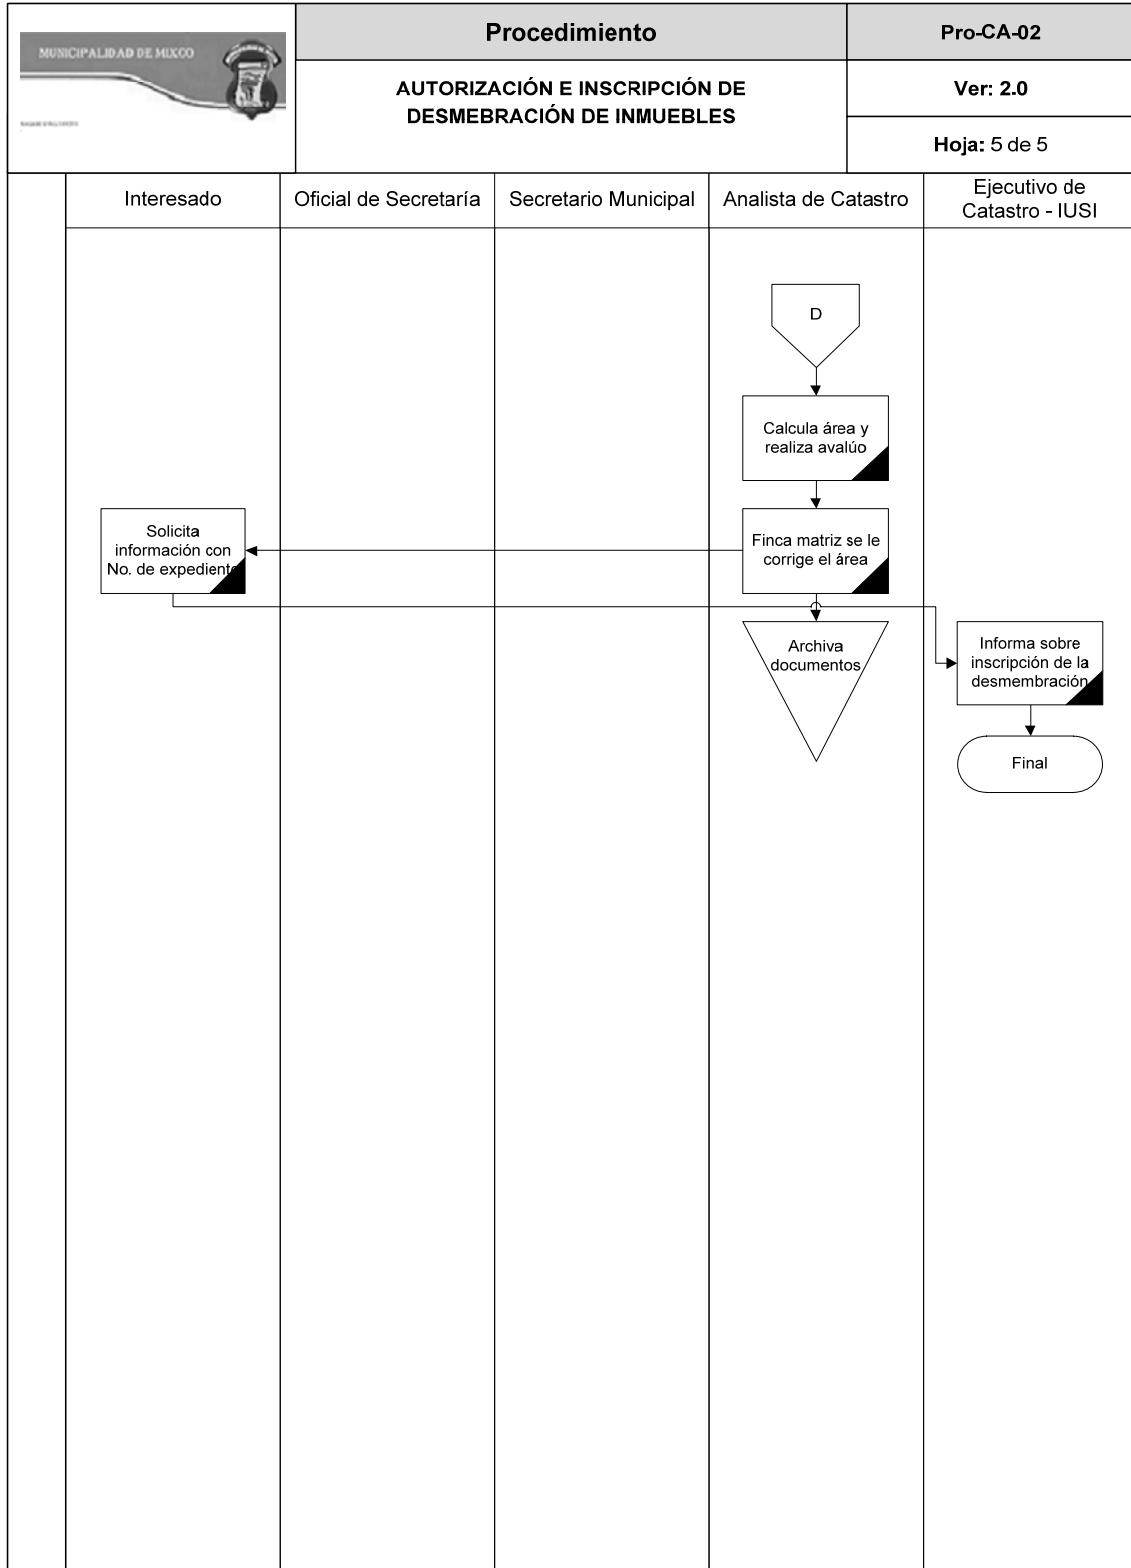 MUNICIPALIDAD DE MIXCO
Procedimiento
Pro-CA-02
AUTORIZACIÓN E INSCRIPCIÓN DE
DESMEBRACIÓN DE INMUEBLES
Ver: 2.0
Hoja: 5 de 5
Interesado
Oficial de Secretaría
Secretario Municipal
Analista de Catastro
Ejecutivo de
Catastro - IUSI
D
Calcula área y
realiza avalúo
Solicita
información con
No. de expediente
Finca matriz se le
corrige el área
Archiva
documentos
Informa sobre
inscripción de la
desmembración
Final